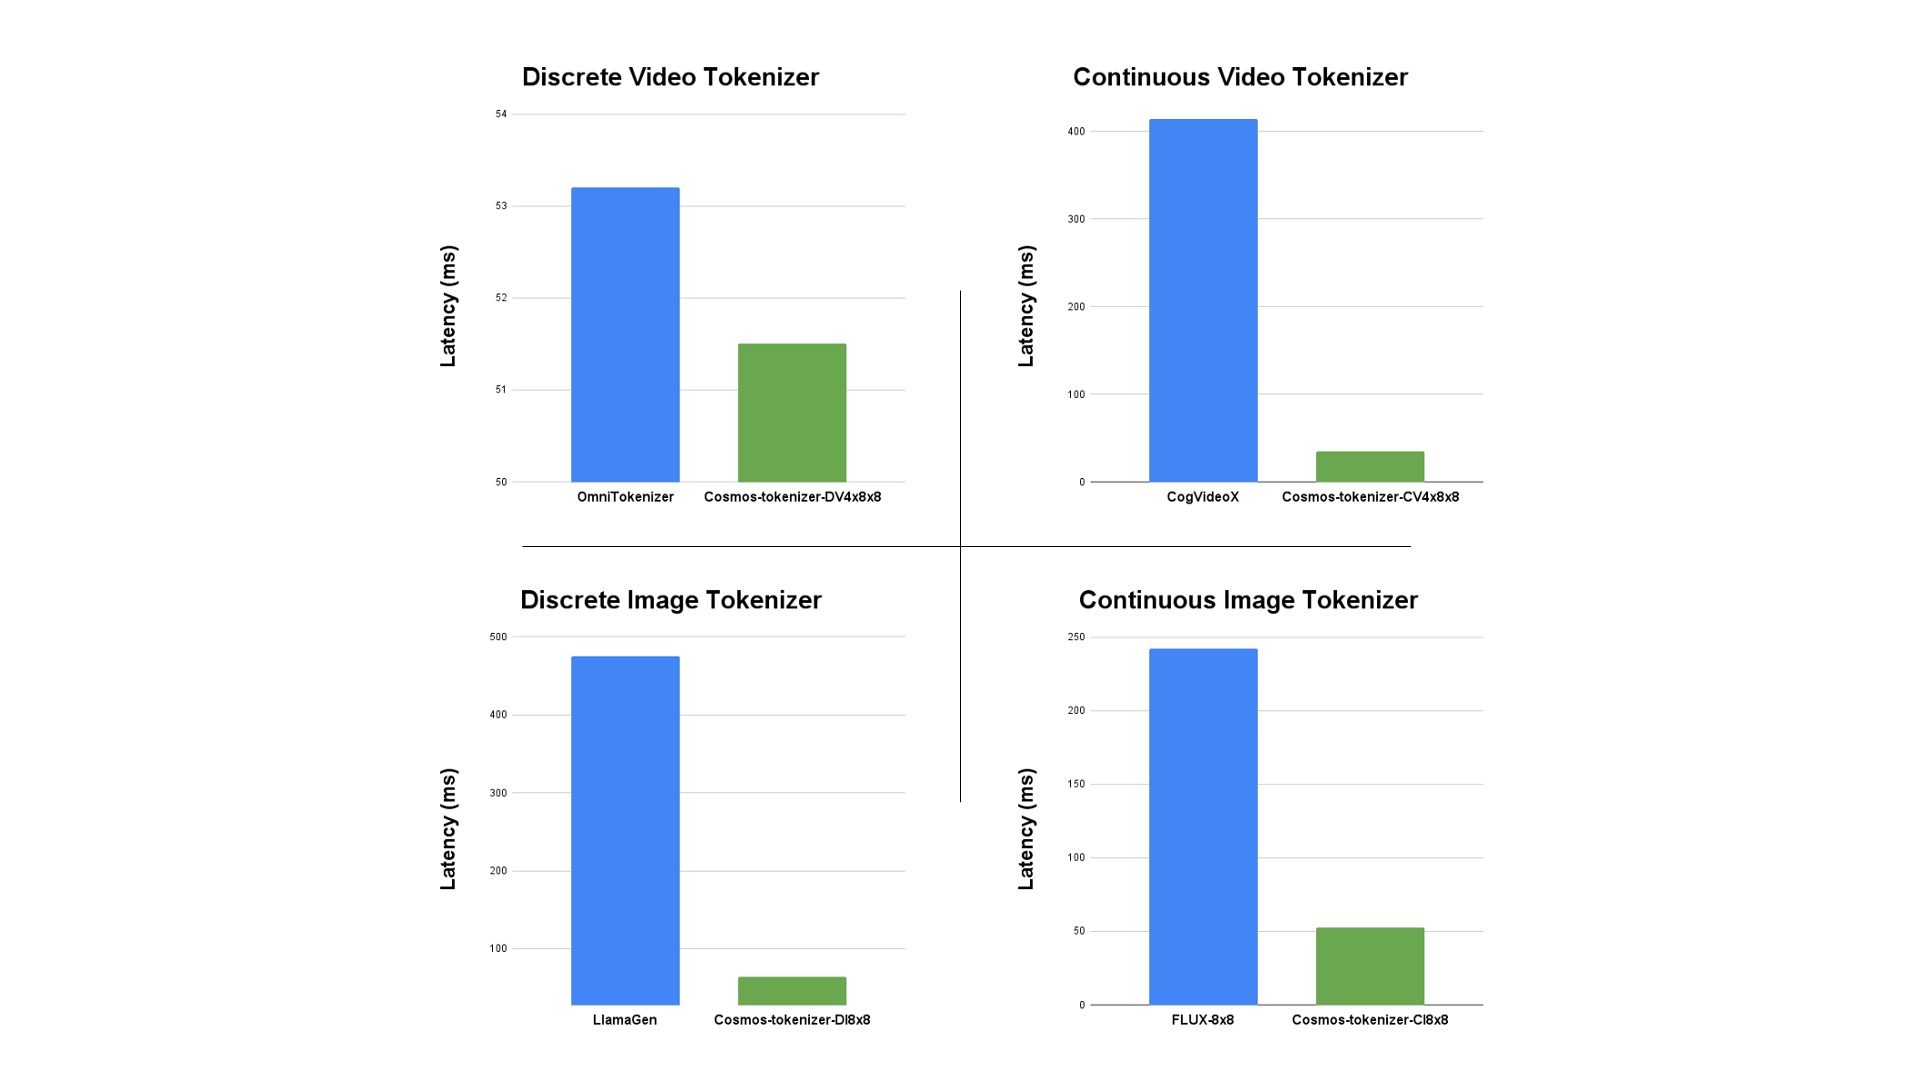 Discrete Video Tokenizer
Latency (ms)
54
53
52
51
50
OmniTokenizer
Cosmos-tokenizer-DV4x8x8
Continuous Video Tokenizer
Latency (ms)
400
300
200
100
0
CogVideoX
Cosmos-tokenizer-CV4x8x8
Discrete Image Tokenizer
Latency (ms)
500
400
300
200
100
LlamaGen
Cosmos-tokenizer-DI8x8
Continuous Image Tokenizer
Latency (ms)
250
200
150
100
50
0
FLUX-8x8
Cosmos-tokenizer-CI8x8